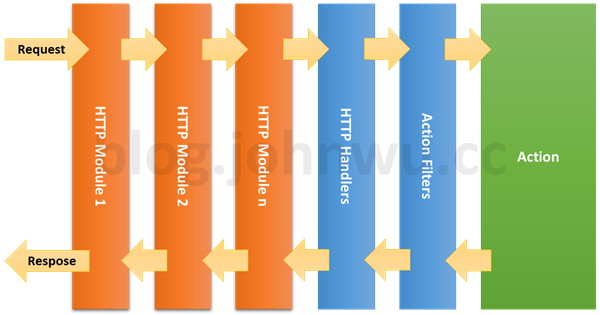 Request
HTTP Module 1
HTTP Module 2
HTTP Module n
HTTP Handlers
Action Filters
Action
Respose
blog.johnwu.cc